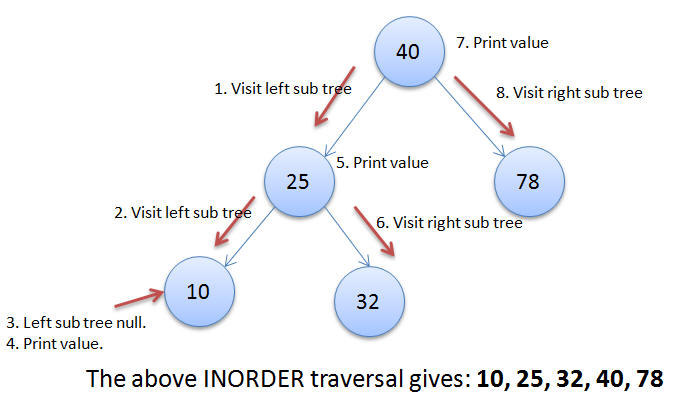 40
7. Print value
1. Visit left sub tree
8. Visit right sub tree
5. Print value
25
78
2. Visit left sub tree
6. Visit right sub tree
10
32
3. Left sub tree null.
4. Print value.
The above INORDER traversal gives: 10, 25, 32, 40, 78